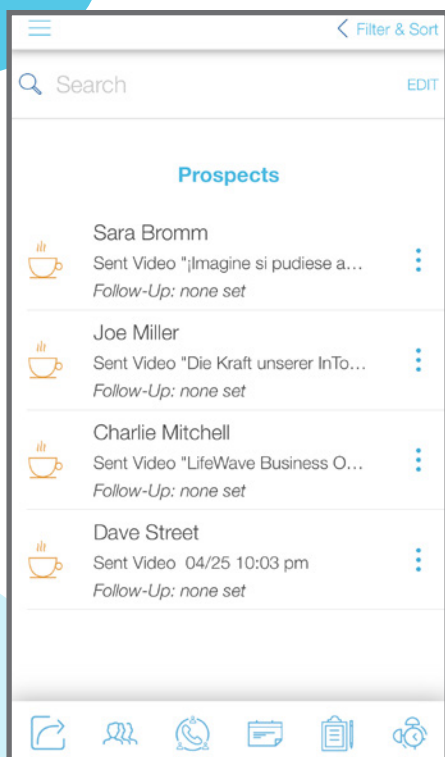 Filter & Sort
Search
EDIT
Prospects
Sara Bromm
Sent Video "¡Imagine si pudiese a...
Follow-Up: none set
Joe Miller
Sent Video "Die Kraft unserer InTo...
Follow-Up: none set
Charlie Mitchell
Sent Video "LifeWave Business O...
Follow-Up: none set
Dave Street
Sent Video 04/25 10:03 pm
Follow-Up: none set